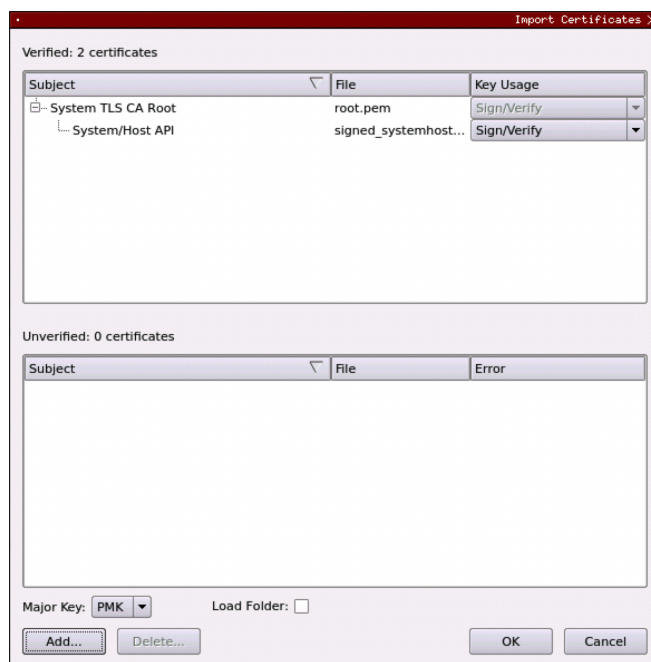 Import Certificates
Verified: 2 certificates
Subject File Key Usage
System TLS CA Root root.pem Sign/Verify
System/Host API signed_systemhost... Sign/Verify
Unverified: 0 certificates
Subject File Error
Major Key: PMK Load Folder:
Add... Delete... OK Cancel